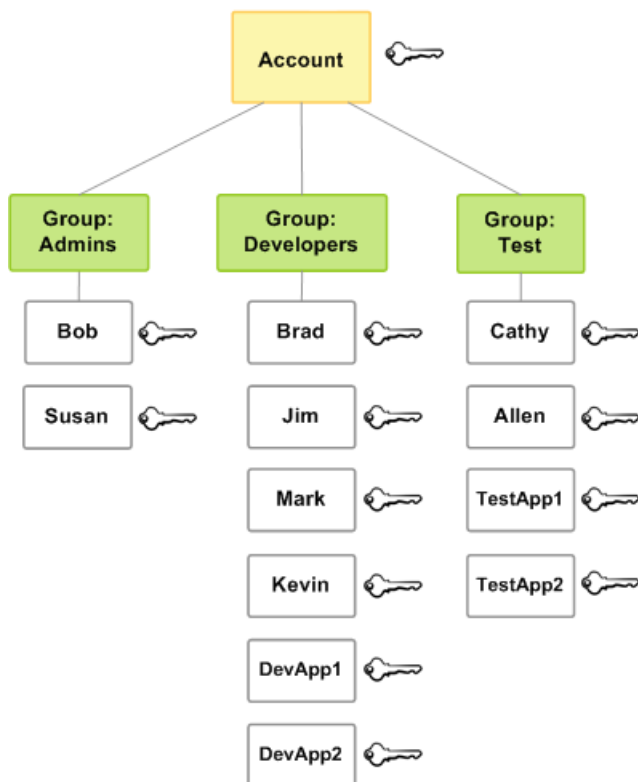 Account
Group:
Admins
Group:
Developers
Group:
Test
Bob
Brad
Cathy
Susan
Jim
Allen
Mark
TestApp1
Kevin
TestApp2
DevApp1
DevApp2